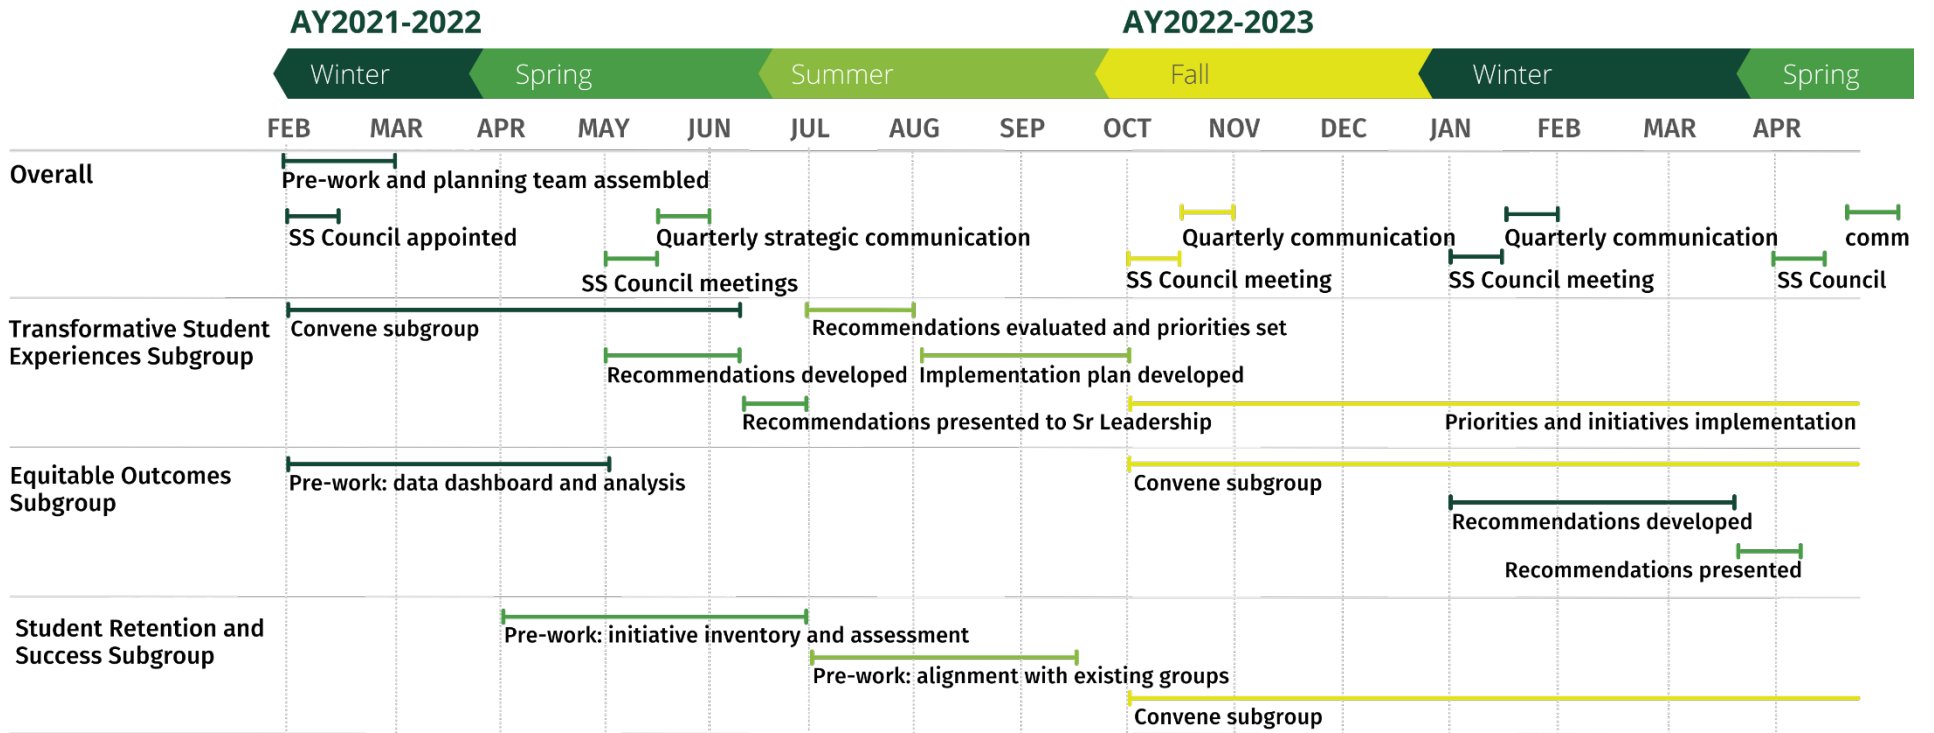 AY2021-2022
AY2022-2023
Winter
Spring
Summer
Fall
Winter
Spring
FEB
MAR
APR
MAY
JUN
JUL
AUG
SEP
OCT
NOV
DEC
JAN
FEB
MAR
APR
Overall
Pre-work and planning team assembled
SS Council appointed
Quarterly strategic communication
Quarterly communication
Quarterly communication
comm
SS Council meetings
SS Council meeting
SS Council meeting
SS Council
Transformative Student
Experiences Subgroup
Convene subgroup
Recommendations evaluated and priorities set
Recommendations developed
Implementation plan developed
Recommendations presented to Sr Leadership
Priorities and initiatives implementation
Equitable Outcomes
Subgroup
Pre-work: data dashboard and analysis
Convene subgroup
Recommendations developed
Recommendations presented
Student Retention and
Success Subgroup
Pre-work: initiative inventory and assessment
Pre-work: alignment with existing groups
Convene subgroup